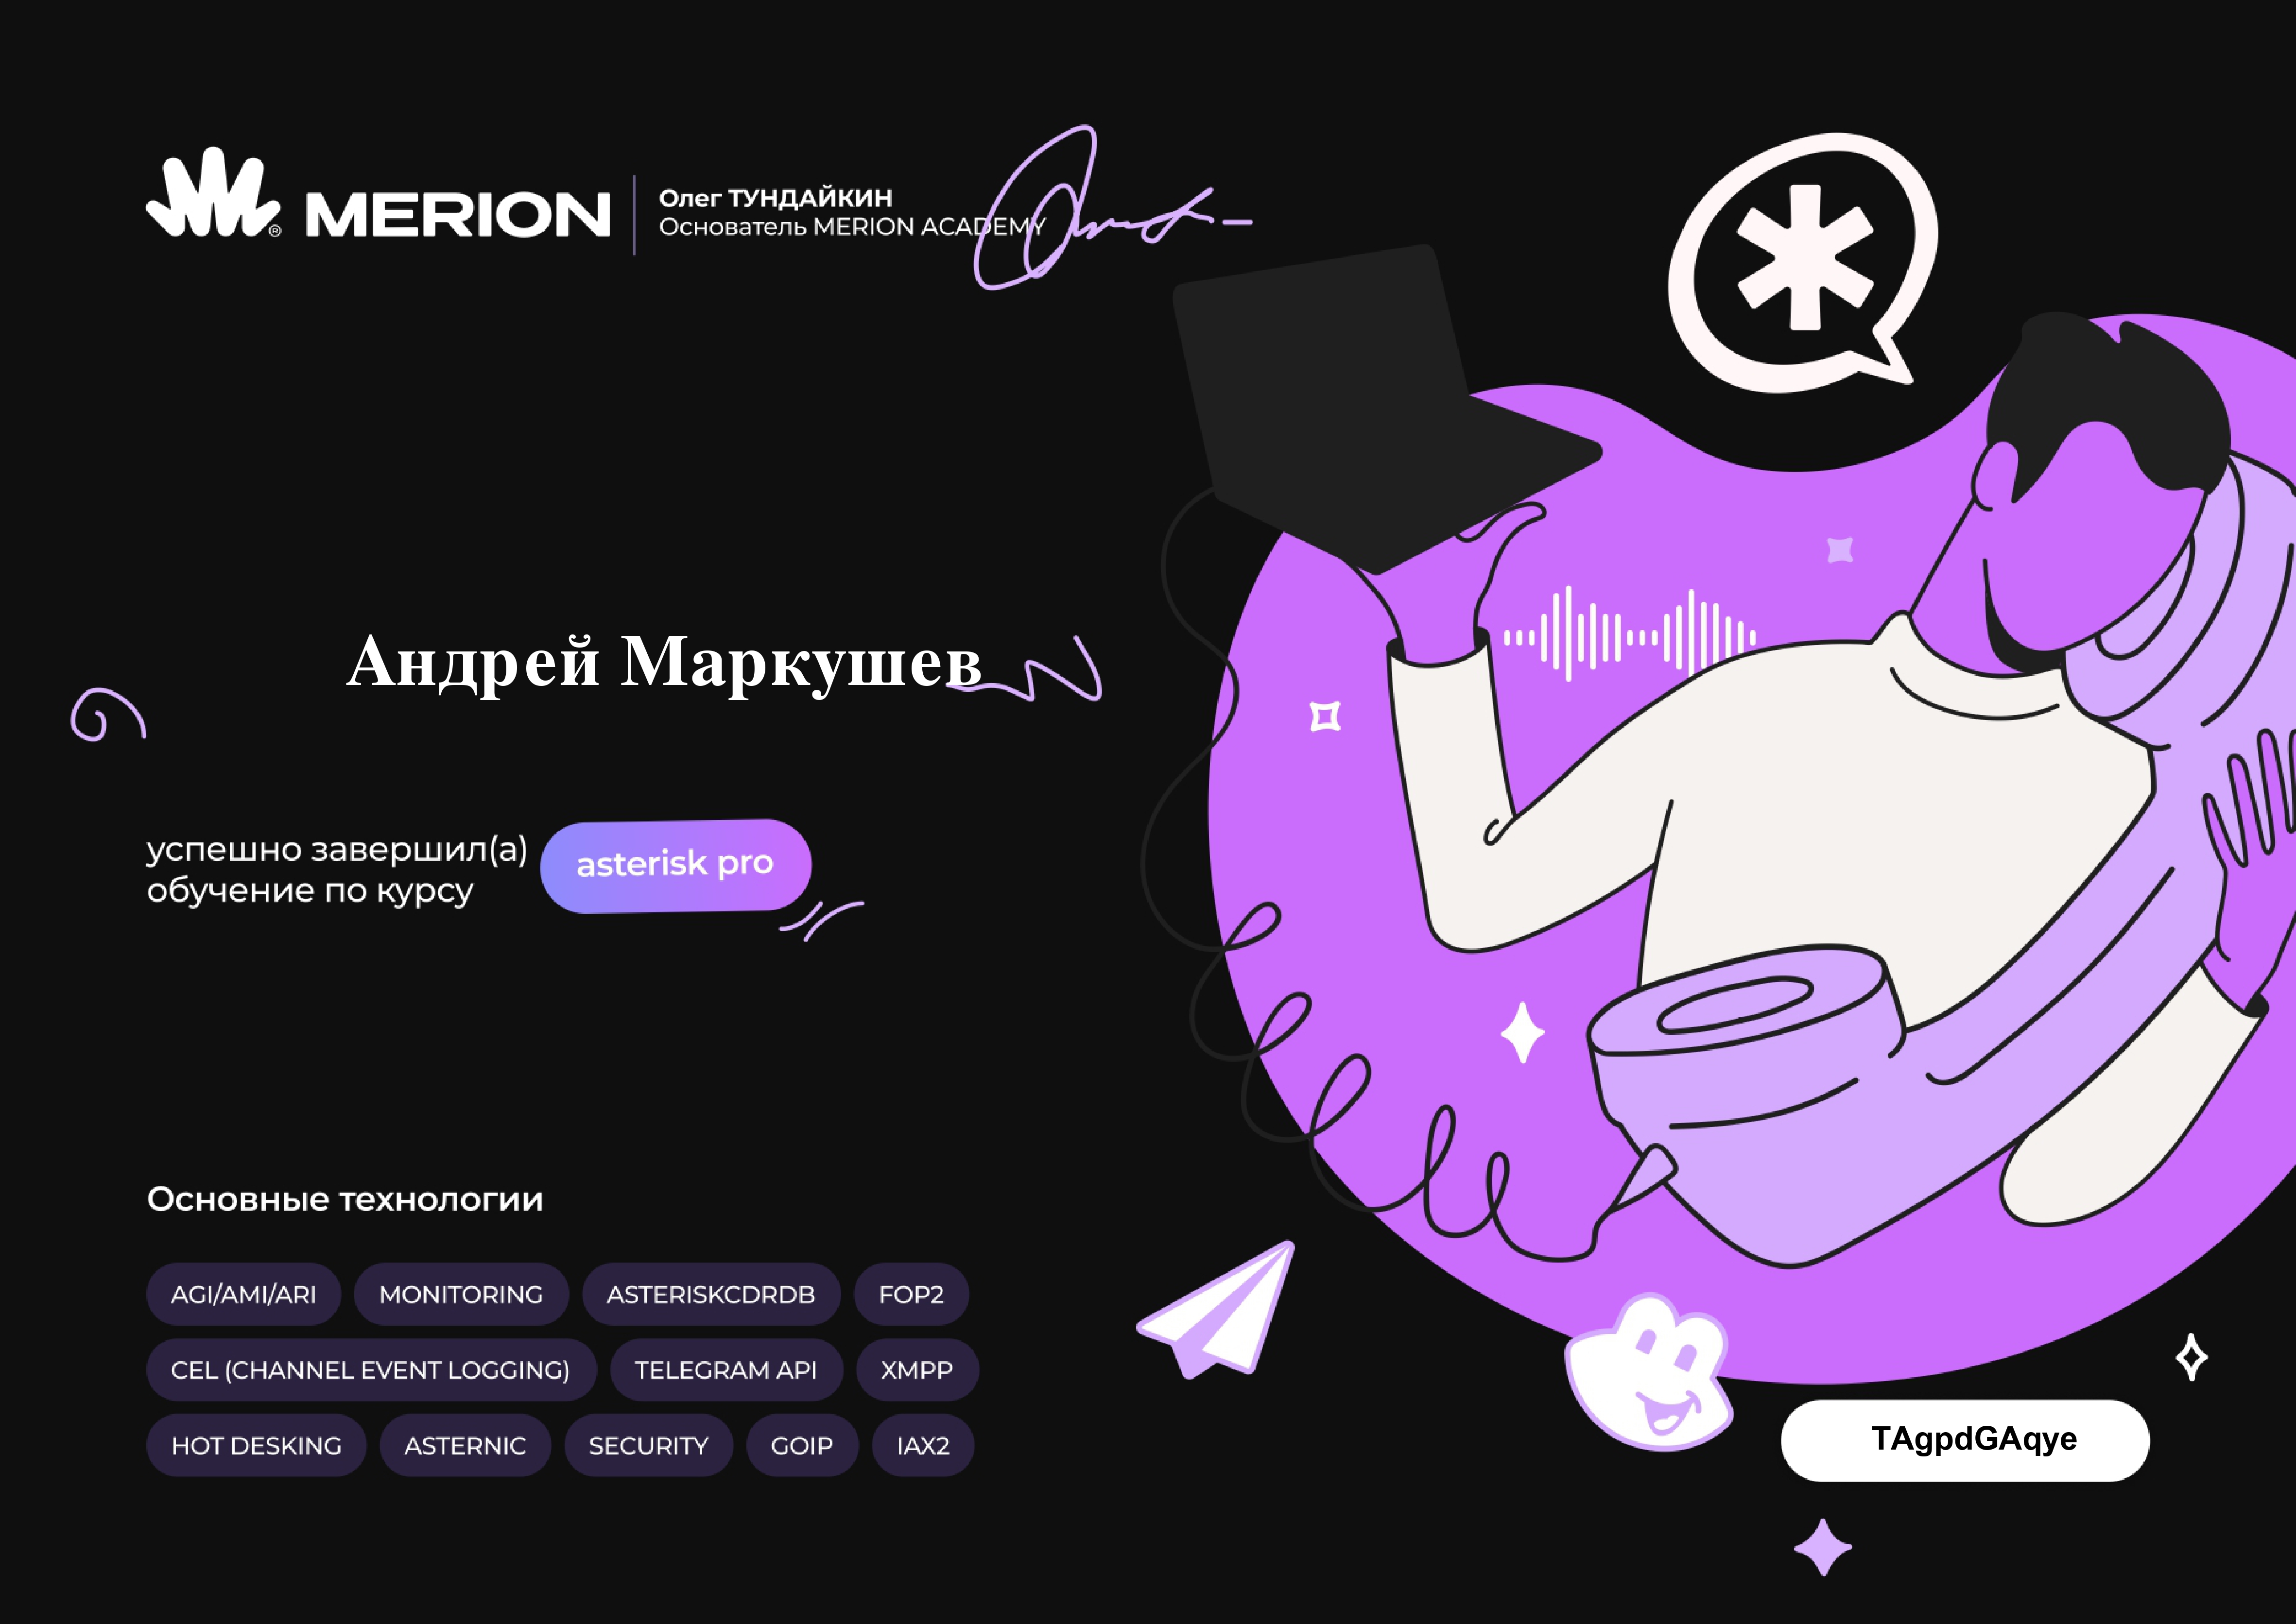 MERION
Олег ТУНДАЙКИН
Основатель MERION ACADEMY
Андрей Маркушев
успешно завершил(а)
обучение по курсу
asterisk pro
Основные технологии
AGI/AMI/ARI MONITORING ASTERISKCDRDB FOP2
CEL (CHANNEL EVENT LOGGING) TELEGRAM API XMPP
HOT DESKING ASTERNIC SECURITY GOIP IAX2
TAgpdGAqye